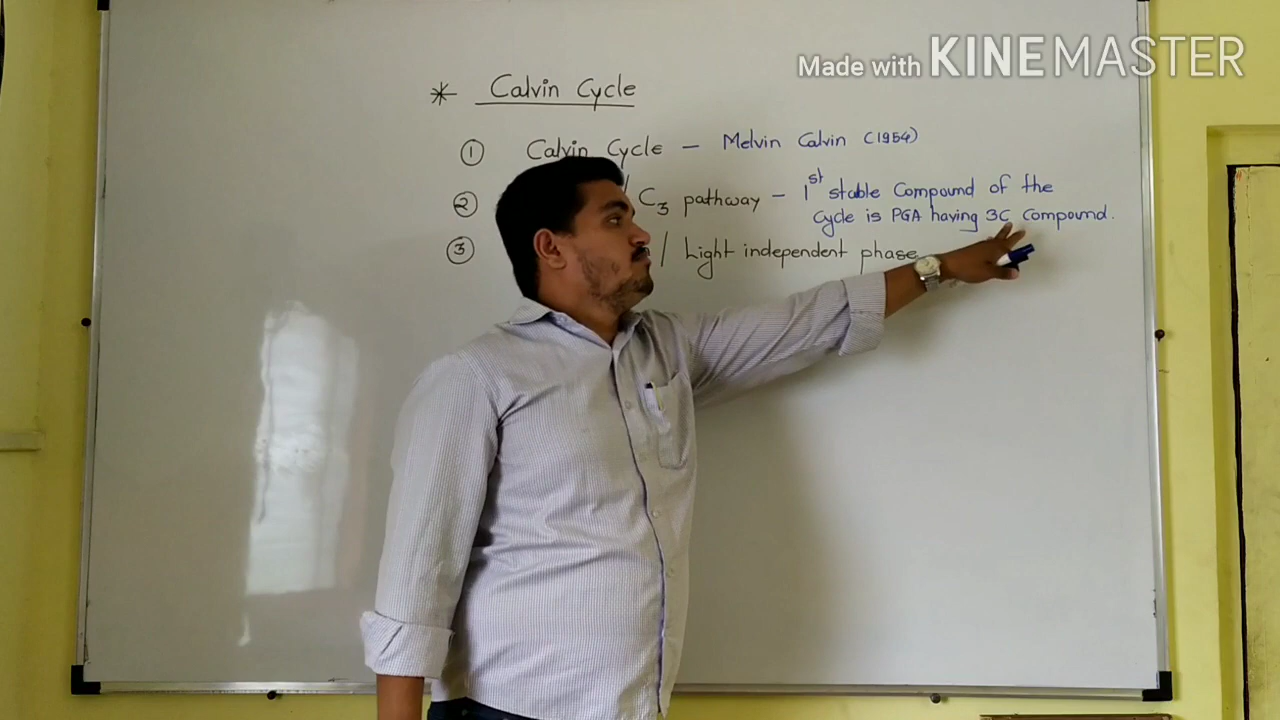 Made with KINEMASTER
* Calvin Cycle
① Calvin Cycle – Melvin Calvin (1954)
② / C3 pathway – 1st stable Compound of the
Cycle is PGA having 3C compound.
③ / Light independent phase